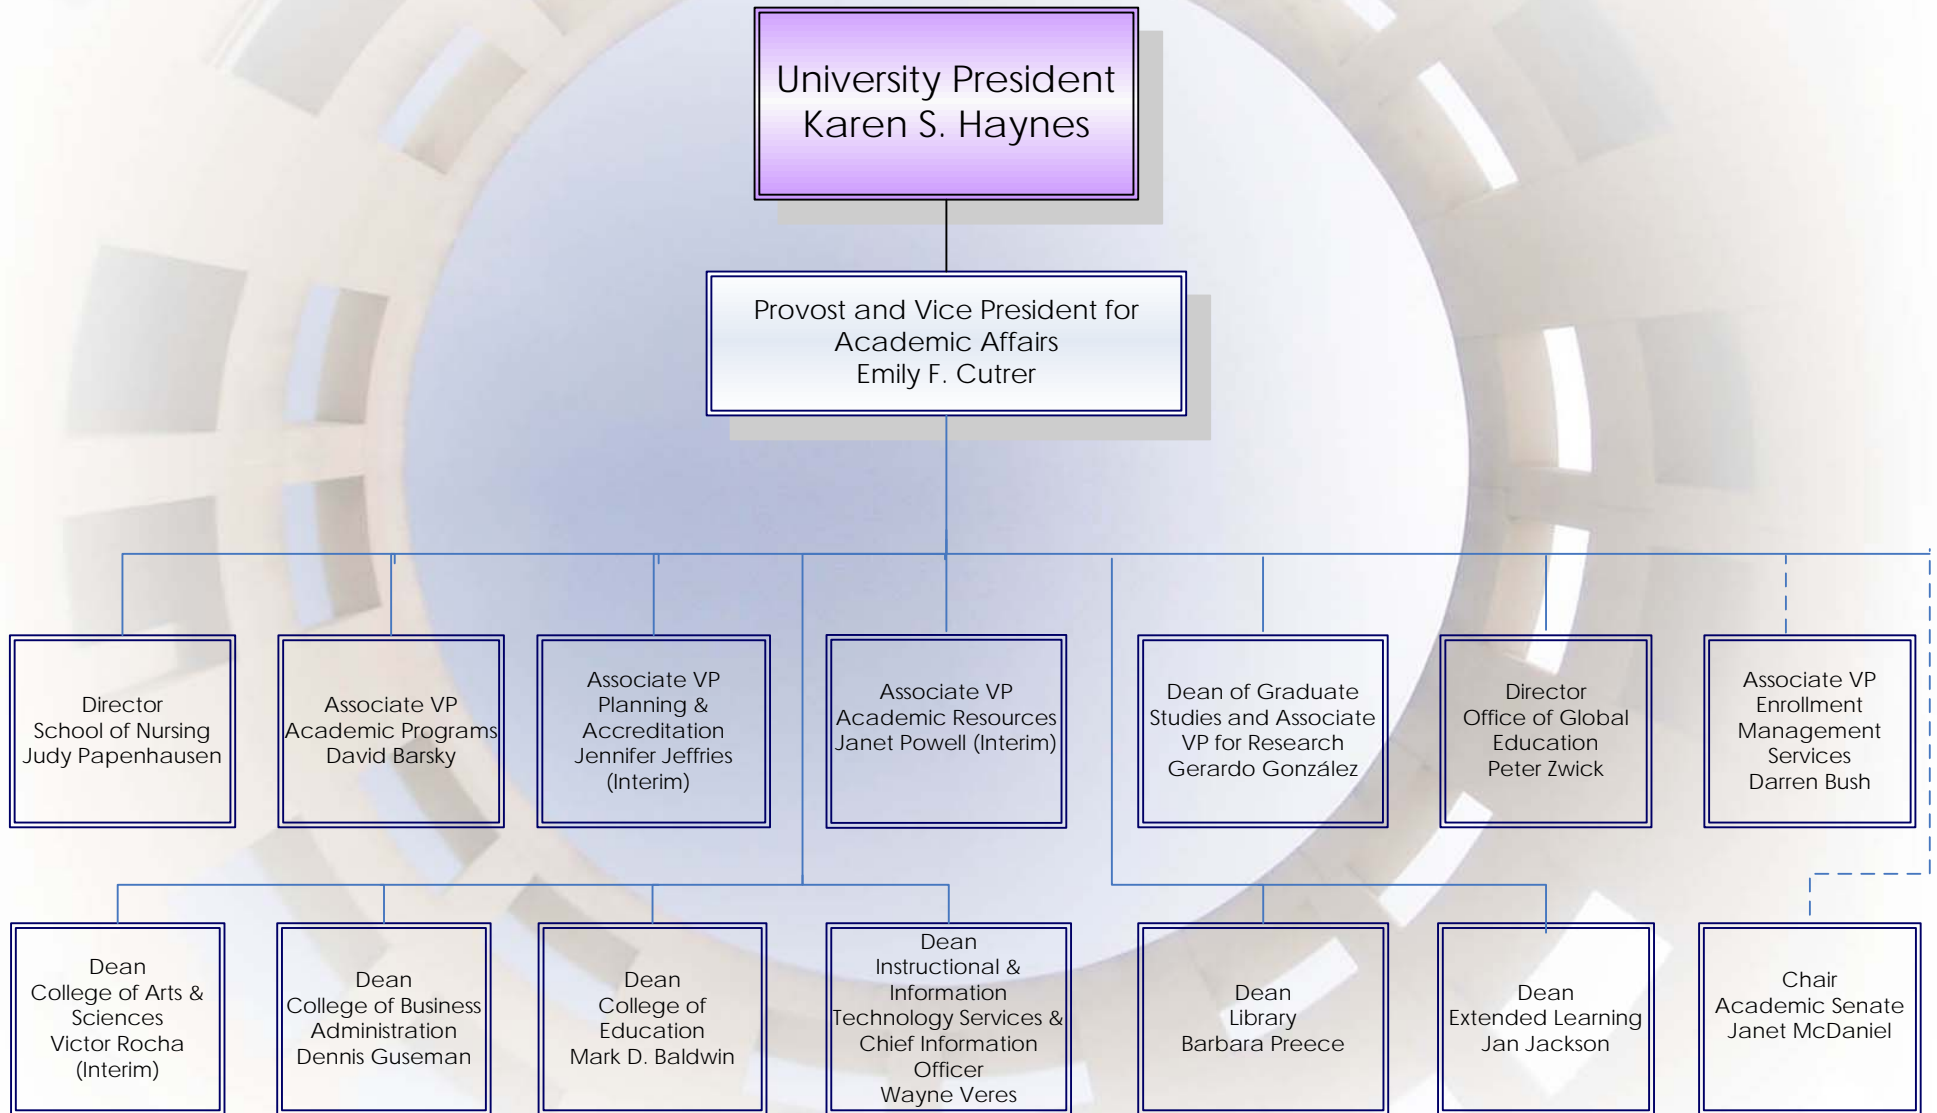 University President
Karen S. Haynes
Provost and Vice President for
Academic Affairs
Emily F. Cutrer
Director
School of Nursing
Judy Papenhausen
Associate VP
Academic Programs
David Barsky
Associate VP
Planning &
Accreditation
Jennifer Jeffries
(Interim)
Associate VP
Academic Resources
Janet Powell (Interim)
Dean of Graduate
Studies and Associate
VP for Research
Gerardo González
Director
Office of Global
Education
Peter Zwick
Associate VP
Enrollment
Management
Services
Darren Bush
Dean
College of Arts &
Sciences
Victor Rocha
(Interim)
Dean
College of Business
Administration
Dennis Guseman
Dean
College of
Education
Mark D. Baldwin
Dean
Instructional &
Information
Technology Services &
Chief Information
Officer
Wayne Veres
Dean
Library
Barbara Preece
Dean
Extended Learning
Jan Jackson
Chair
Academic Senate
Janet McDaniel